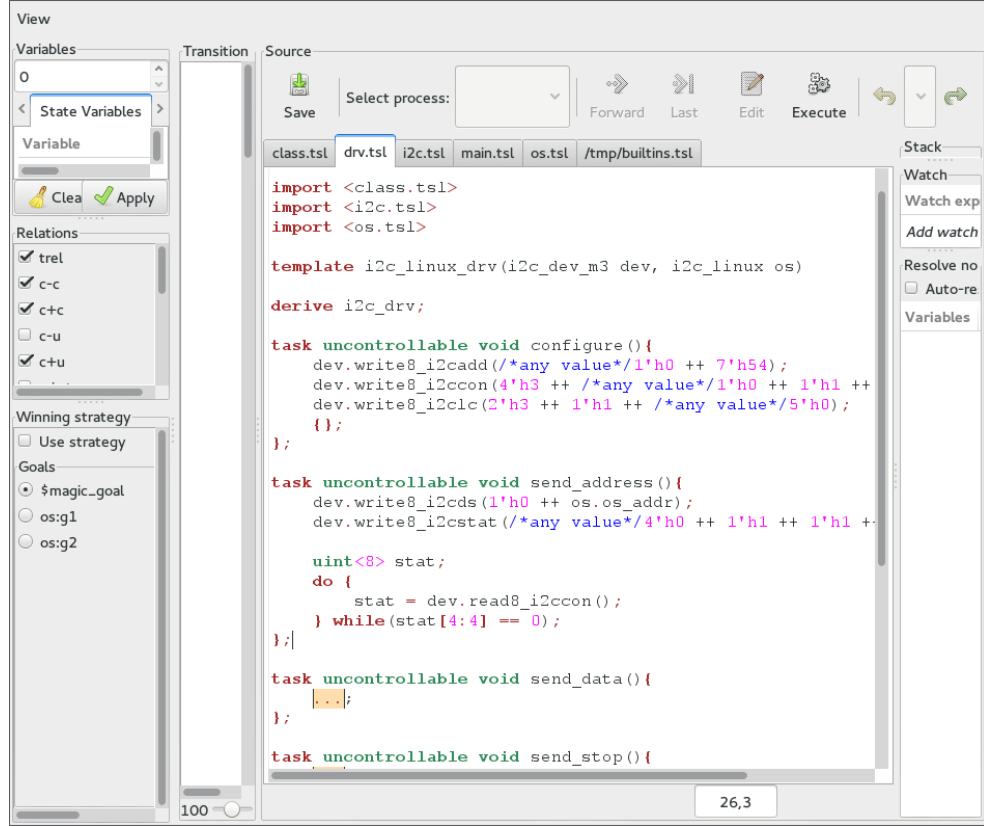 View
Variables
0
State Variables
Variable
Clea
Apply
Relations
trel
c-c
c+c
c-u
c+u
Winning strategy
Use strategy
Goals
$magic_goal
os:g1
os:g2
Transition
100
Source
Save
Select process:
Forward
Last
Edit
Execute
class.tsl
drv.tsl
i2c.tsl
main.tsl
os.tsl
/tmp/builtins.tsl
import <class.tsl>
import <i2c.tsl>
import <os.tsl>
template i2c_linux_drv(i2c_dev_m3 dev, i2c_linux os)
derive i2c_drv;
task uncontrollable void configure(){
dev.write8_i2cadd(/*any value*/1'h0 ++ 7'h54);
dev.write8_i2ccon(4'h3 ++ /*any value*/1'h0 ++ 1'h1 ++
dev.write8_i2clc(2'h3 ++ 1'h1 ++ /*any value*/5'h0);
{};
};
task uncontrollable void send_address(){
dev.write8_i2cds(1'h0 ++ os.os_addr);
dev.write8_i2cstat(/*any value*/4'h0 ++ 1'h1 ++ 1'h1 +
uint<8> stat;
do {
stat = dev.read8_i2ccon();
} while(stat[4:4] == 0);
};
task uncontrollable void send_data(){
...;
};
task uncontrollable void send_stop(){
26,3
Stack
Watch
Watch exp
Add watch
Resolve no
Auto-re
Variables